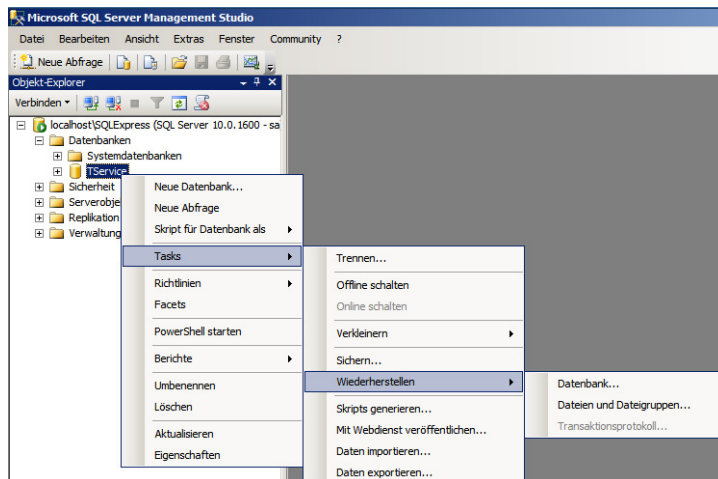 Microsoft SQL Server Management Studio
Datei Bearbeiten Ansicht Extras Fenster Community ?
Neue Abfrage
Objekt-Explorer
Verbinden
localhost\SQLExpress (SQL Server 10.0.1600 - sa
Datenbanken
Systemdatenbanken
TService
Sicherheit
Serverobje
Replikation
Verwaltung
Neue Datenbank...
Neue Abfrage
Skript für Datenbank als
Tasks
Richtlinien
Facets
PowerShell starten
Berichte
Umbenennen
Löschen
Aktualisieren
Eigenschaften
Trennen...
Offline schalten
Online schalten
Verkleinern
Sichern...
Wiederherstellen
Skripts generieren...
Mit Webdienst veröffentlichen...
Daten importieren...
Daten exportieren...
Datenbank...
Dateien und Dateigruppen...
Transaktionsprotokoll...